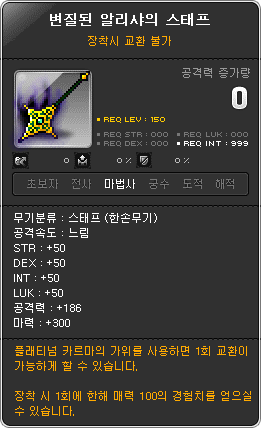 변질된 알리샤의 스태프
장착시 교환 불가
공격력 증가량
0
REQ LEV : 150
REQ STR : 000 REQ LUK : 000
REQ DEX : 000 REQ INT : 999
0 0 % 0 %
초보자 전사 마법사 궁수 도적 해적
무기분류 : 스태프 (한손무기)
공격속도 : 느림
STR : +50
DEX : +50
INT : +50
LUK : +50
공격력 : +186
마력 : +300
플래티넘 카르마의 가위를 사용하면 1회 교환이
가능하게 할 수 있습니다.
장착 시 1회에 한해 매력 100의 경험치를 얻으실
수 있습니다.